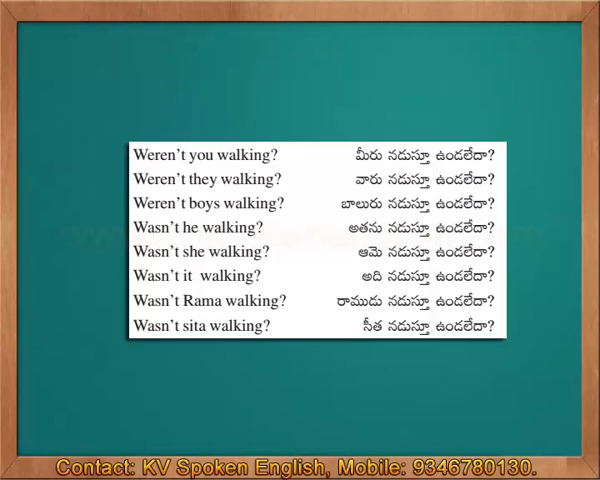 Weren't you walking? మీరు నడుస్తూ ఉండలేదా?
Weren't they walking? వారు నడుస్తూ ఉండలేదా?
Weren't boys walking? బాలురు నడుస్తూ ఉండలేదా?
Wasn't he walking? అతను నడుస్తూ ఉండలేదా?
Wasn't she walking? ఆమె నడుస్తూ ఉండలేదా?
Wasn't it walking? అది నడుస్తూ ఉండలేదా?
Wasn't Rama walking? రాముడు నడుస్తూ ఉండలేదా?
Wasn't sita walking? సీత నడుస్తూ ఉండలేదా?
Contact: KV Spoken English, Mobile: 9346780130.